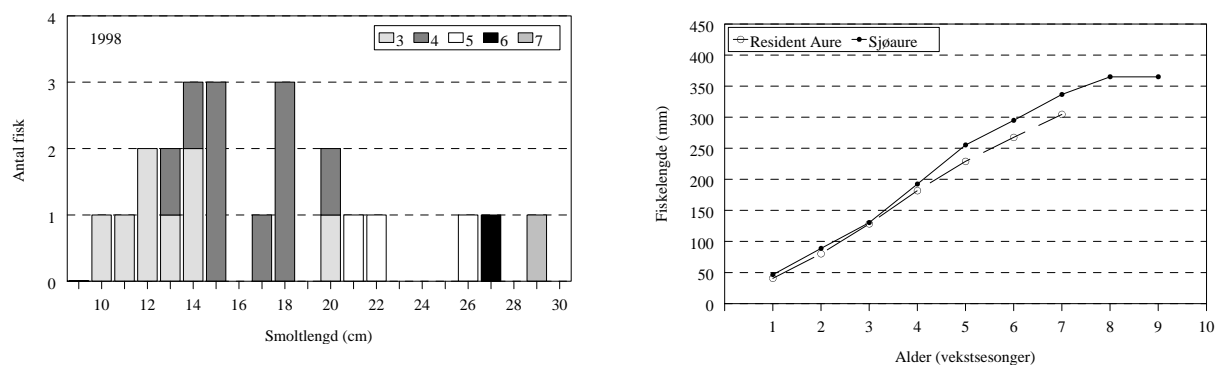 4
3
2
1
0
Antal fisk
1998
3 4 5 6 7
10 12 14 16 18 20 22 24 26 28 30
Smoltlengd (cm)
450
400
350
300
250
200
150
100
50
0
Fiskelengde (mm)
Resident Aure Sjøaure
1 2 3 4 5 6 7 8 9 10
Alder (vekstsesonger)